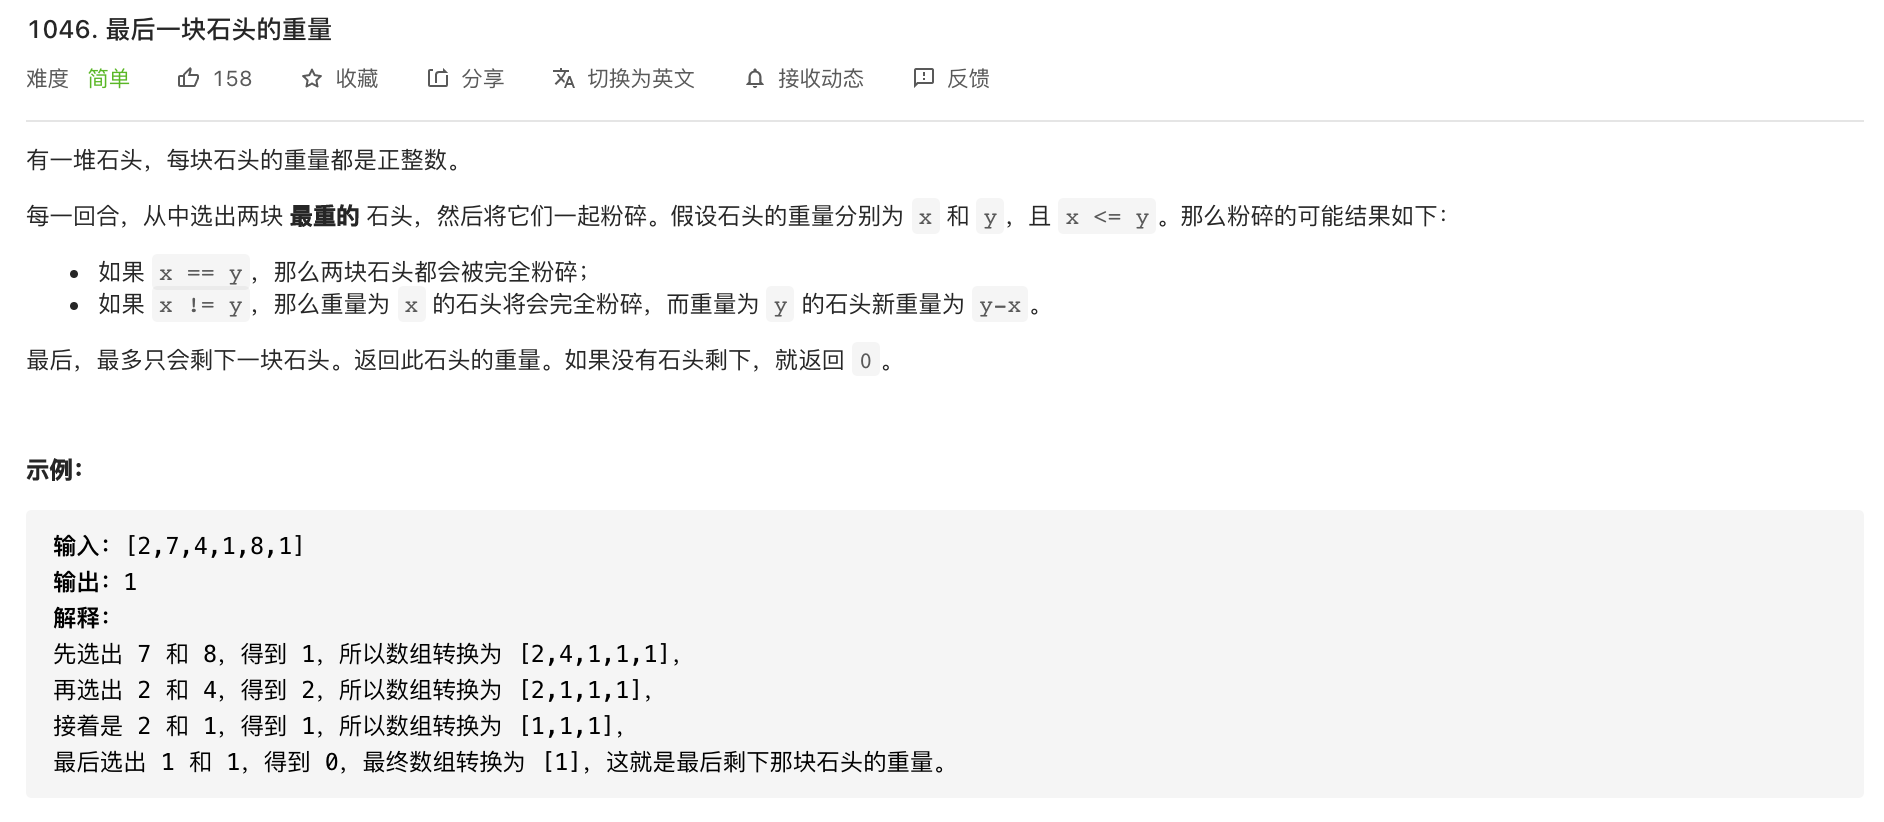 1046. 最后一块石头的重量
难度 简单 158 收藏 分享 切换为英文 接收动态 反馈
有一堆石头，每块石头的重量都是正整数。
每一回合，从中选出两块 最重的 石头，然后将它们一起粉碎。假设石头的重量分别为 x 和 y，且 x <= y。那么粉碎的可能结果如下：
• 如果 x == y，那么两块石头都会被完全粉碎；
• 如果 x != y，那么重量为 x 的石头将会完全粉碎，而重量为 y 的石头新重量为 y-x。
最后，最多只会剩下一块石头。返回此石头的重量。如果没有石头剩下，就返回 0。
示例：
输入：[2,7,4,1,8,1]
输出：1
解释：
先选出 7 和 8，得到 1，所以数组转换为 [2,4,1,1,1]，
再选出 2 和 4，得到 2，所以数组转换为 [2,1,1,1]，
接着是 2 和 1，得到 1，所以数组转换为 [1,1,1]，
最后选出 1 和 1，得到 0，最终数组转换为 [1]，这就是最后剩下那块石头的重量。